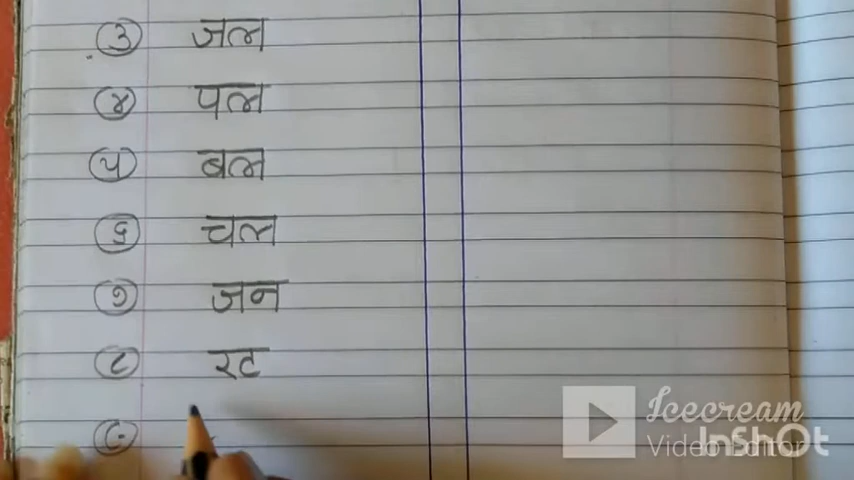 ३ जल
४ पल
५ बल
६ चल
७ जन
८ रट
९
Icecream
Video Editor
InShOt